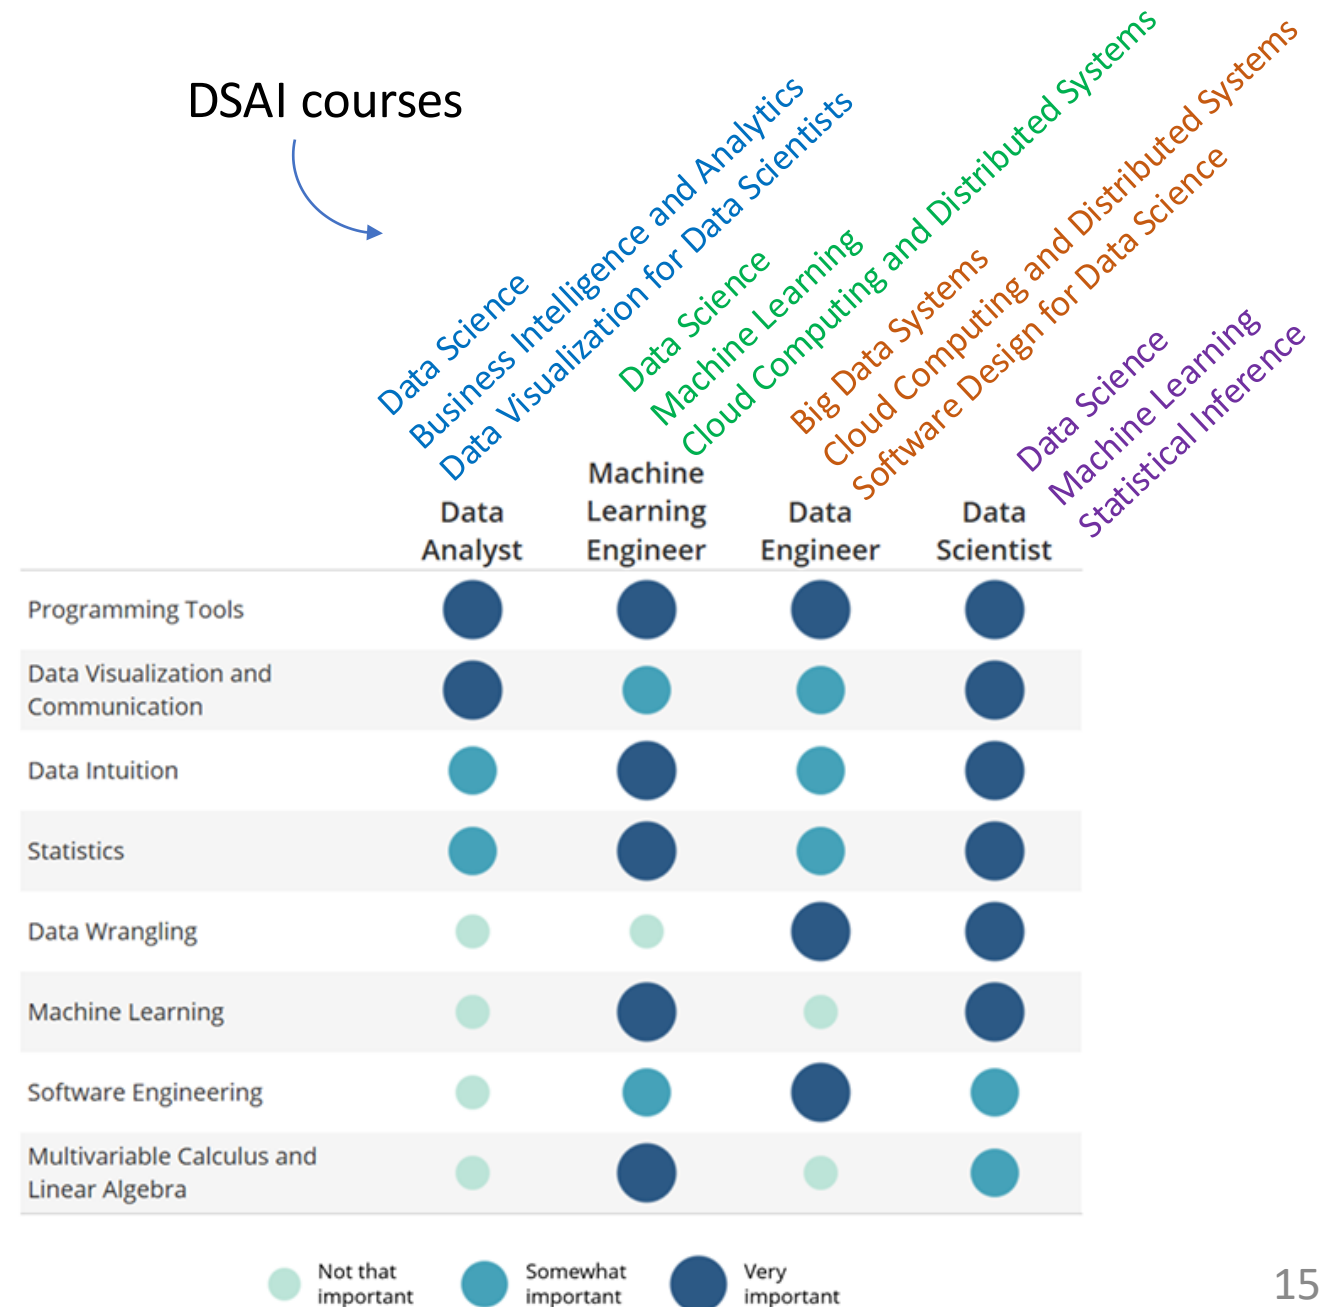 DSAI courses
Data Science
Business Intelligence and Analytics
Data Visualization for Data Scientists
Data Science
Machine Learning
Cloud Computing and Distributed Systems
Big Data Systems
Cloud Computing and Distributed Systems
Software Design for Data Science
Data Science
Machine Learning
Statistical Inference
Data
Analyst
Machine
Learning
Engineer
Data
Engineer
Data
Scientist
Programming Tools
Data Visualization and
Communication
Data Intuition
Statistics
Data Wrangling
Machine Learning
Software Engineering
Multivariable Calculus and
Linear Algebra
Not that
important
Somewhat
important
Very
important
15